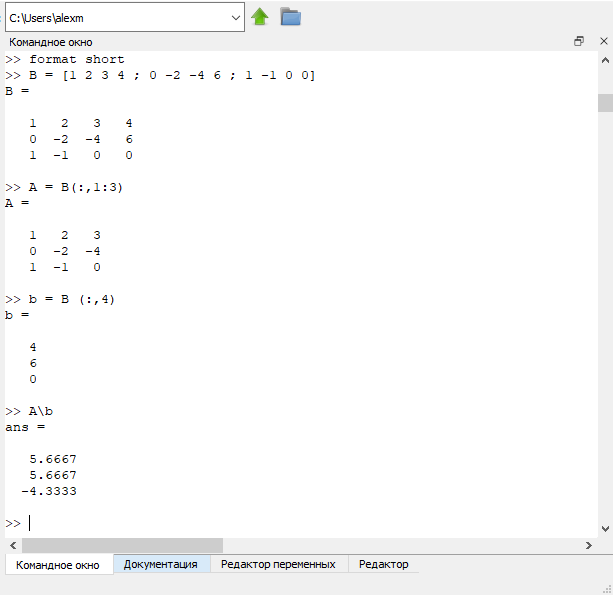 C:\Users\alexm
Командное окно
>> format short
>> B = [1 2 3 4 ; 0 -2 -4 6 ; 1 -1 0 0]
B =
1 2 3 4
0 -2 -4 6
1 -1 0 0
>> A = B(:,1:3)
A =
1 2 3
0 -2 -4
1 -1 0
>> b = B (:,4)
b =
4
6
0
>> A\b
ans =
5.6667
5.6667
-4.3333
>>
Командное окно Документация Редактор переменных Редактор